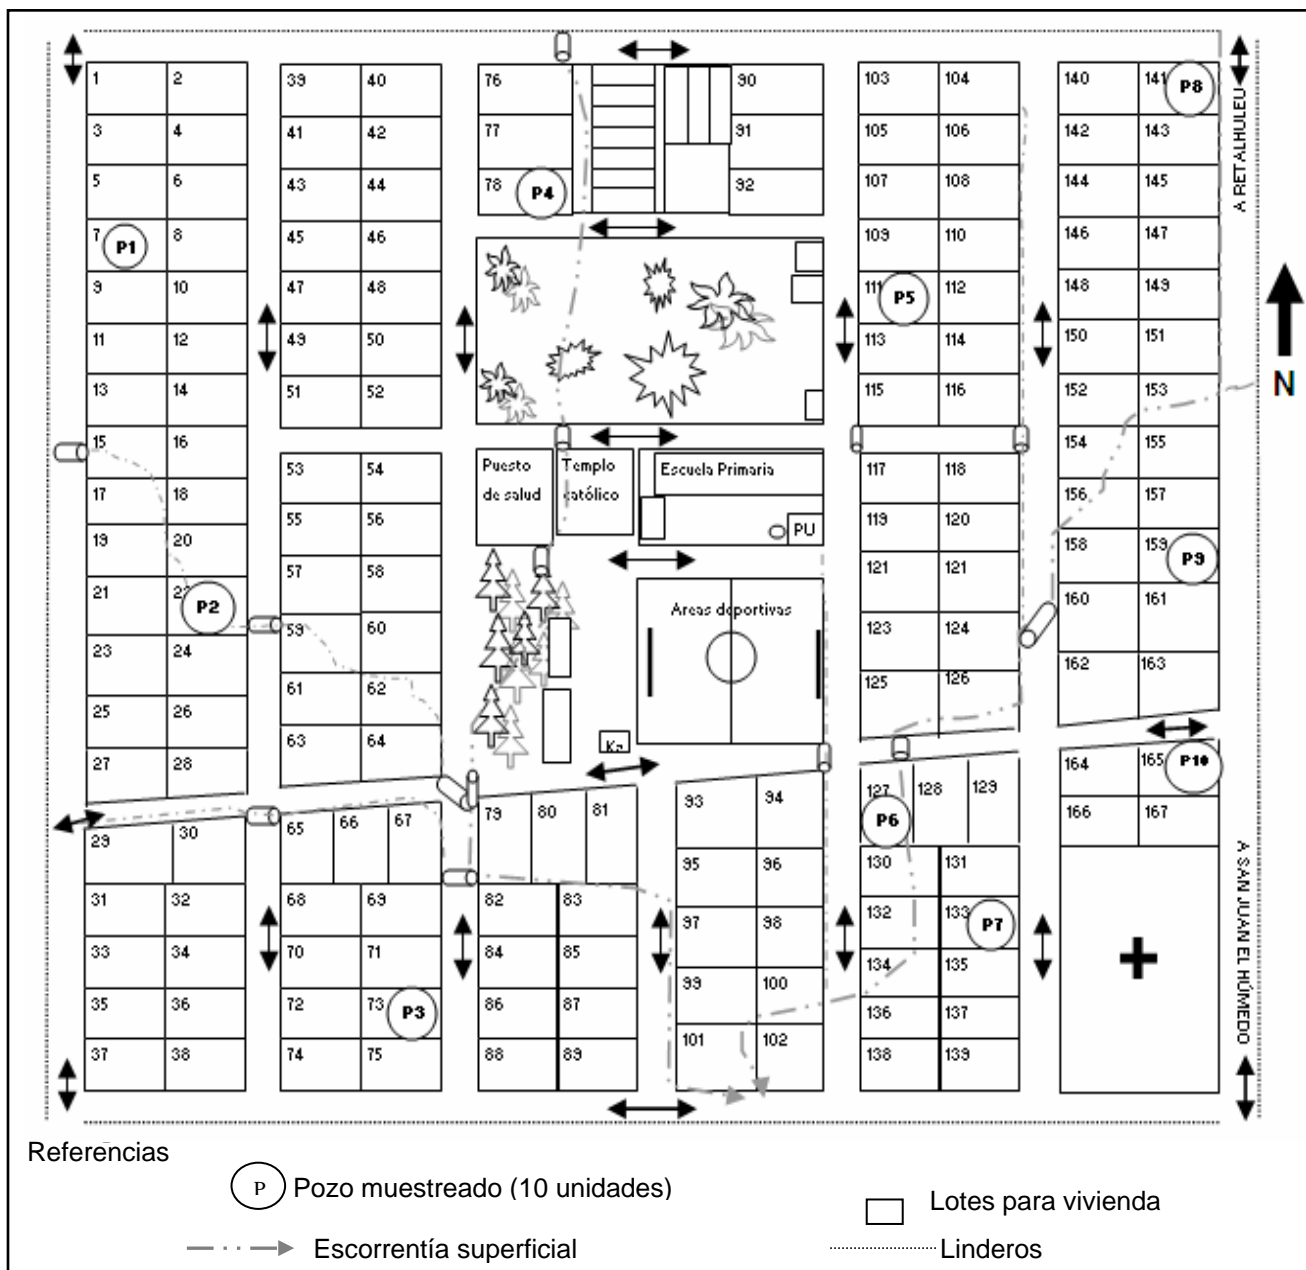 1 2 39 40 76 90 103 104 140 141 P8
3 4 41 42 77 91 105 106 142 143
5 6 43 44 78 P4 92 107 108 144 145
7 P1 8 45 46 109 110 146 147
9 10 47 48 111 P5 112 148 149
11 12 49 50 113 114 150 151
13 14 51 52 115 116 152 153
15 16 154 155
A RETALHULEU
N
53 54 Puesto Templo Escuela Primaria 117 118
17 18 de salud católico 156 157
55 56 PU 119 120
19 20 158 159 P9
57 58 121 121
21 P2 160 161
59 60 Areas deportivas 123 124
23 24 162 163
61 62 125 126
25 26
63 64
27 28 164 165 P10
79 80 81 93 94 127 128 129 166 167
29 30 65 66 67 P6
95 96 130 131
31 32 68 69 82 83
97 98 132 133 P7
33 34 70 71 84 85 134 135
99 100
35 36 72 73 P3 86 87 136 137
37 38 74 75 88 89 101 102 138 139
A SAN JUAN EL HÚMEDO
Referencias
P Pozo muestreado (10 unidades)
Lotes para vivienda
Escorrentía superficial
Linderos